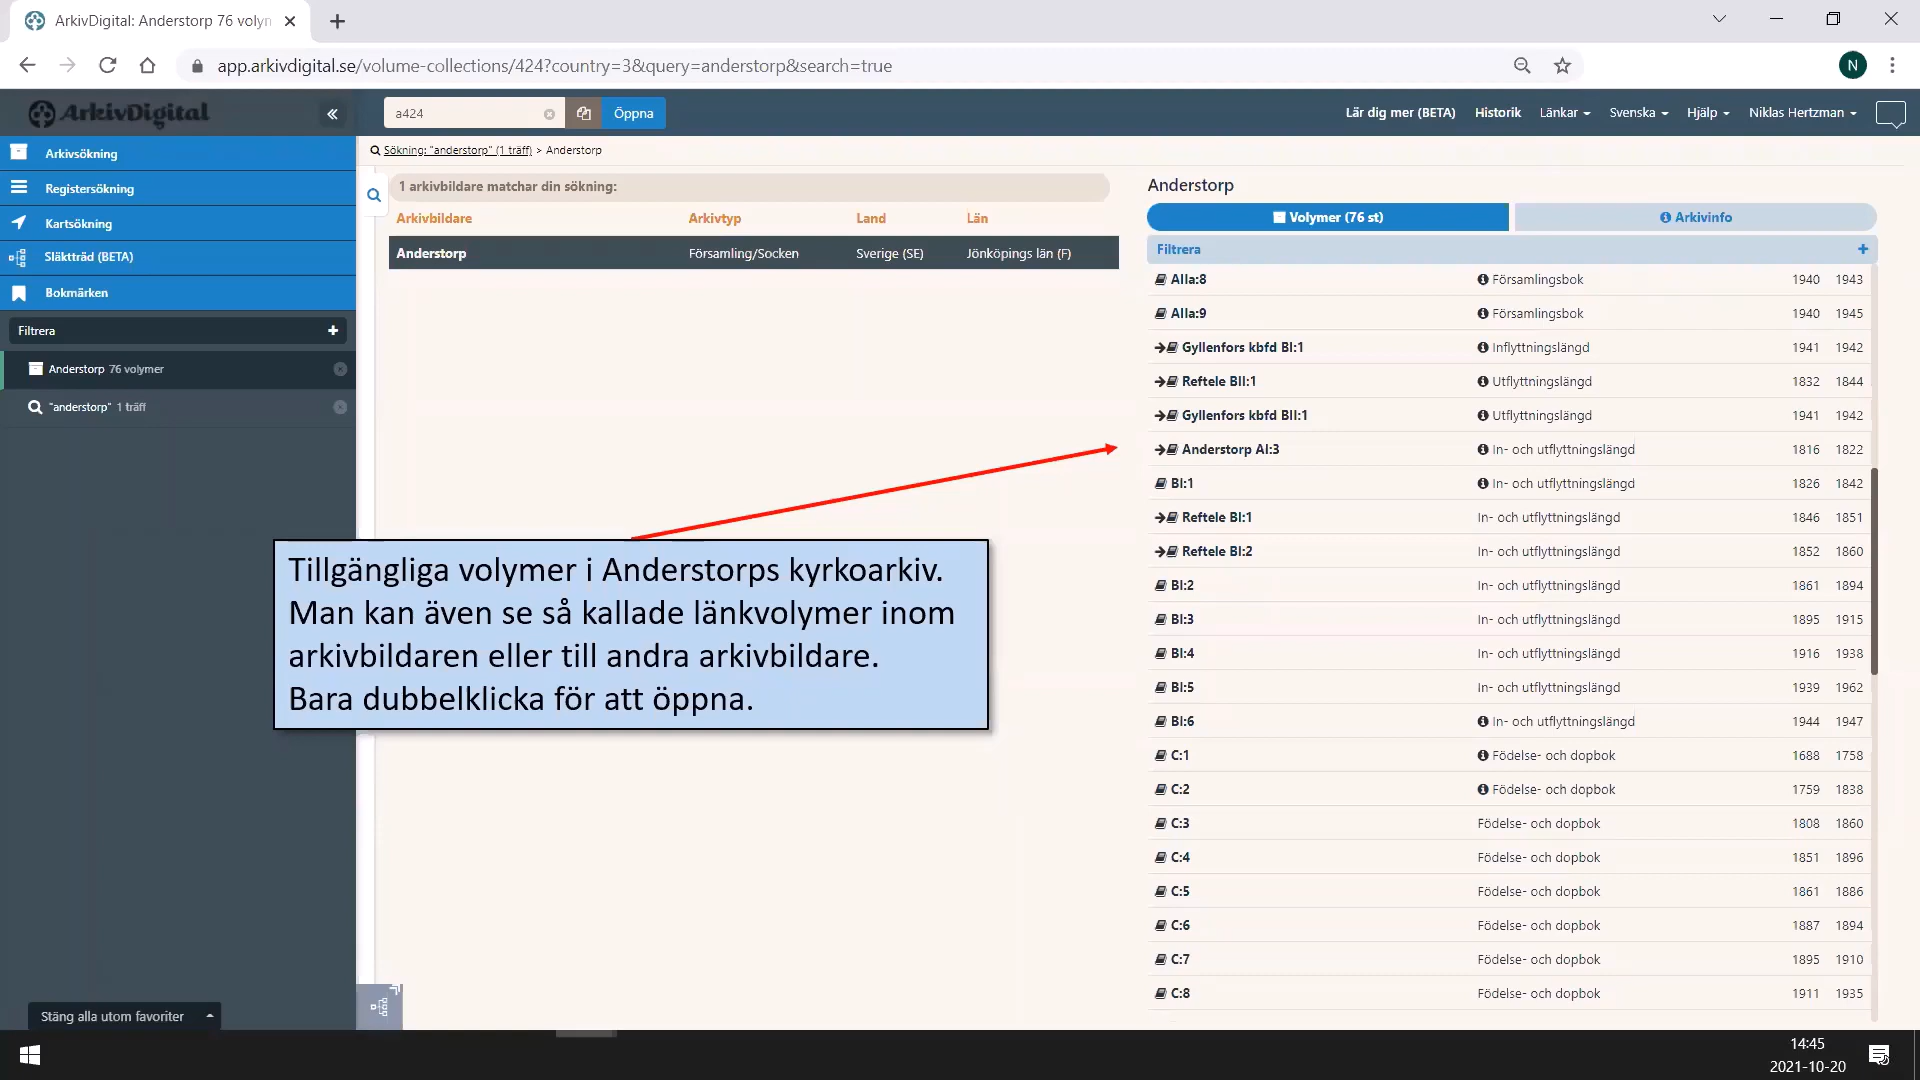 ArkivDigital: Anderstorp 76 volyn
app.arkivdigital.se/volume-collections/424?country=3&query=anderstorp&search=true
N
ArkivDigital
a424
Öppna
Lär dig mer (BETA)
Historik
Länkar
Svenska
Hjälp
Niklas Hertzman
Arkivsökning
Registersökning
Kartsökning
Släktträd (BETA)
Bokmärken
Filtrera
Anderstorp 76 volymer
"anderstorp" 1 träff
Stäng alla utom favoriter
Sökning: "anderstorp" (1 träff) > Anderstorp
1 arkivbildare matchar din sökning:
Arkivbildare Arkivtyp Land Län
Anderstorp Församling/Socken Sverige (SE) Jönköpings län (F)
Tillgängliga volymer i Anderstorps kyrkoarkiv.
Man kan även se så kallade länkvolymer inom
arkivbildaren eller till andra arkivbildare.
Bara dubbelklicka för att öppna.
Anderstorp
Volymer (76 st)
Arkivinfo
Filtrera
AIIa:8 Församlingsbok 1940 1943
AIIa:9 Församlingsbok 1940 1945
Gyllenfors kbfd BI:1 Inflyttningslängd 1941 1942
Reftele BII:1 Utflyttningslängd 1832 1844
Gyllenfors kbfd BII:1 Utflyttningslängd 1941 1942
Anderstorp AI:3 In- och utflyttningslängd 1816 1822
BI:1 In- och utflyttningslängd 1826 1842
Reftele BI:1 In- och utflyttningslängd 1846 1851
Reftele BI:2 In- och utflyttningslängd 1852 1860
BI:2 In- och utflyttningslängd 1861 1894
BI:3 In- och utflyttningslängd 1895 1915
BI:4 In- och utflyttningslängd 1916 1938
BI:5 In- och utflyttningslängd 1939 1962
BI:6 In- och utflyttningslängd 1944 1947
C:1 Födelse- och dopbok 1688 1758
C:2 Födelse- och dopbok 1759 1838
C:3 Födelse- och dopbok 1808 1860
C:4 Födelse- och dopbok 1851 1896
C:5 Födelse- och dopbok 1861 1886
C:6 Födelse- och dopbok 1887 1894
C:7 Födelse- och dopbok 1895 1910
C:8 Födelse- och dopbok 1911 1935
14:45
2021-10-20